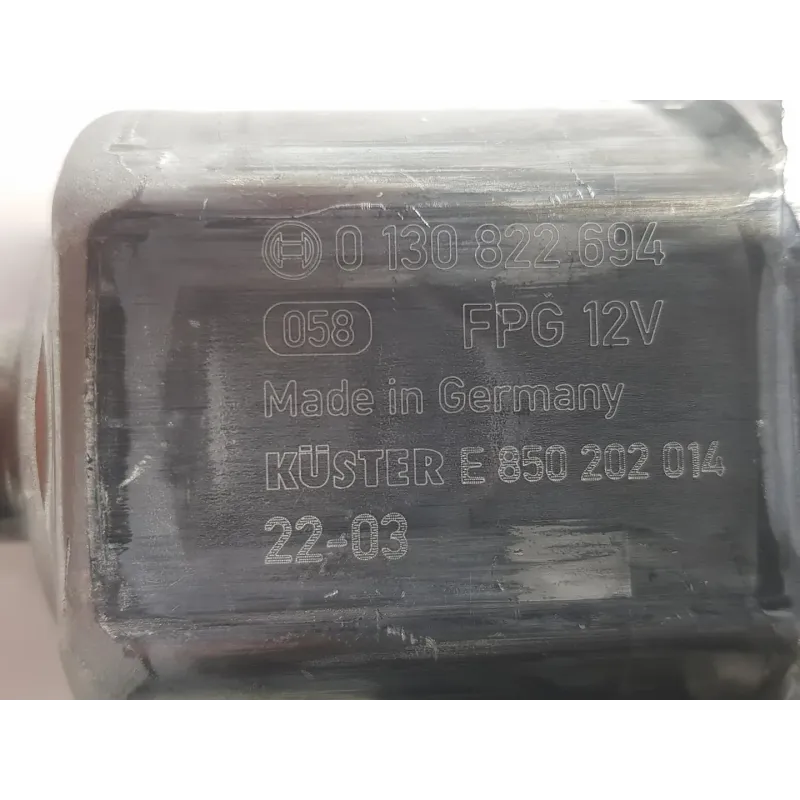 0 130 822 694
058 FPG 12V
Made in Germany
KÜSTER E 850 202 014
22-03